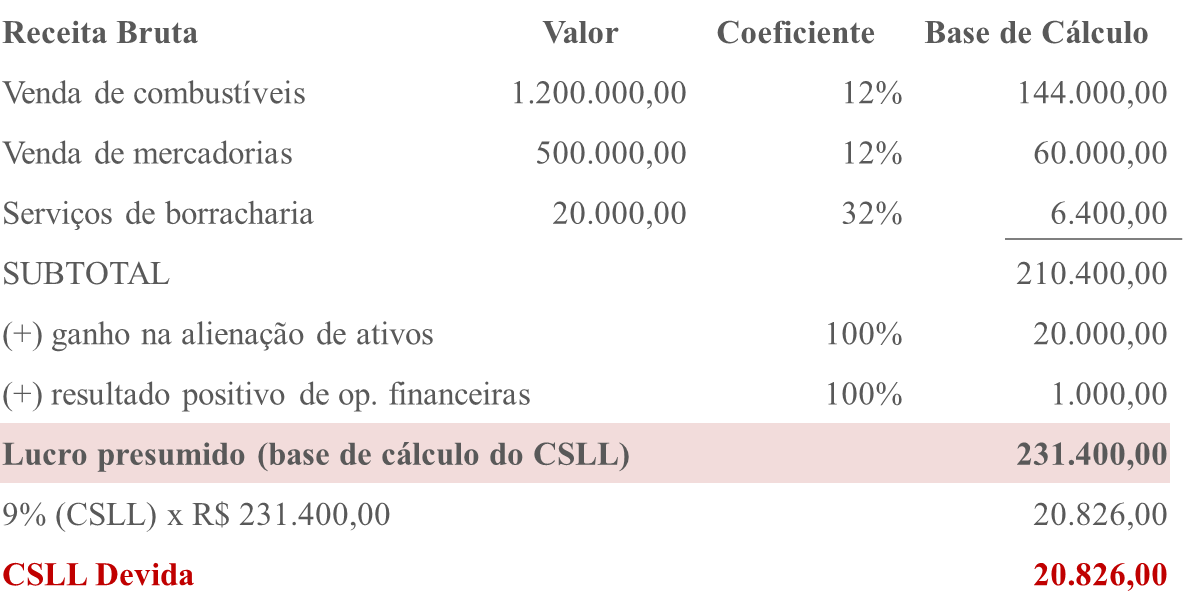 Receita Bruta Valor Coeficiente Base de Cálculo
Venda de combustíveis 1.200.000,00 12% 144.000,00
Venda de mercadorias 500.000,00 12% 60.000,00
Serviços de borracharia 20.000,00 32% 6.400,00
SUBTOTAL 210.400,00
(+) ganho na alienação de ativos 100% 20.000,00
(+) resultado positivo de op. financeiras 100% 1.000,00
Lucro presumido (base de cálculo do CSLL) 231.400,00
9% (CSLL) x R$ 231.400,00 20.826,00
CSLL Devida 20.826,00